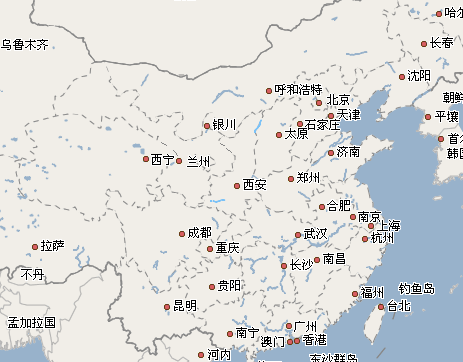 哈尔
乌鲁木齐
长春
沈阳
呼和浩特
北京
朝鲜
天津
平壤
银川
石家庄
太原
首
韩国
济南
西宁
兰州
郑州
西安
合肥
南京
上海
成都
武汉
杭州
拉萨
重庆
南昌
长沙
不丹
贵阳
钓鱼岛
福州
昆明
台北
孟加拉国
广州
南宁
澳门
香港
河内
东沙群岛